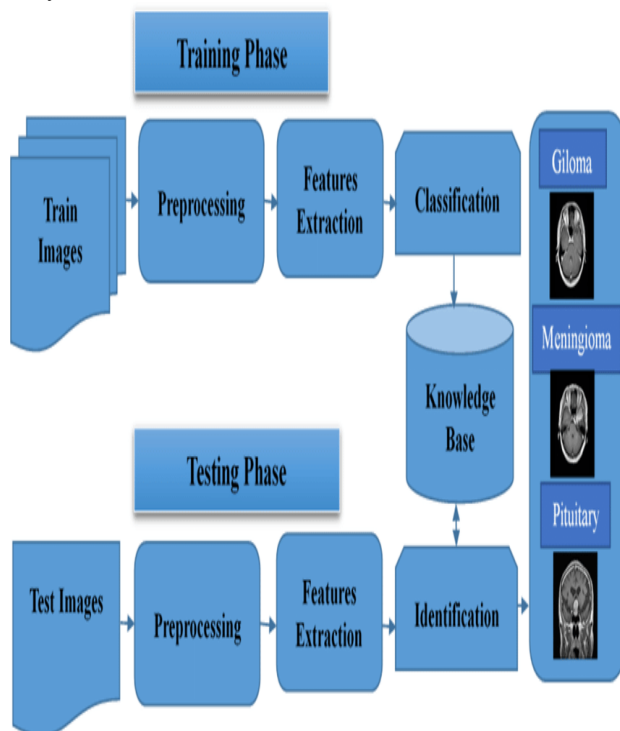 Training Phase
Train
Images
Preprocessing
Features
Extraction
Classification
Knowledge
Base
Testing Phase
Test Images
Preprocessing
Features
Extraction
Identification
Giloma
Meningioma
Pituitary